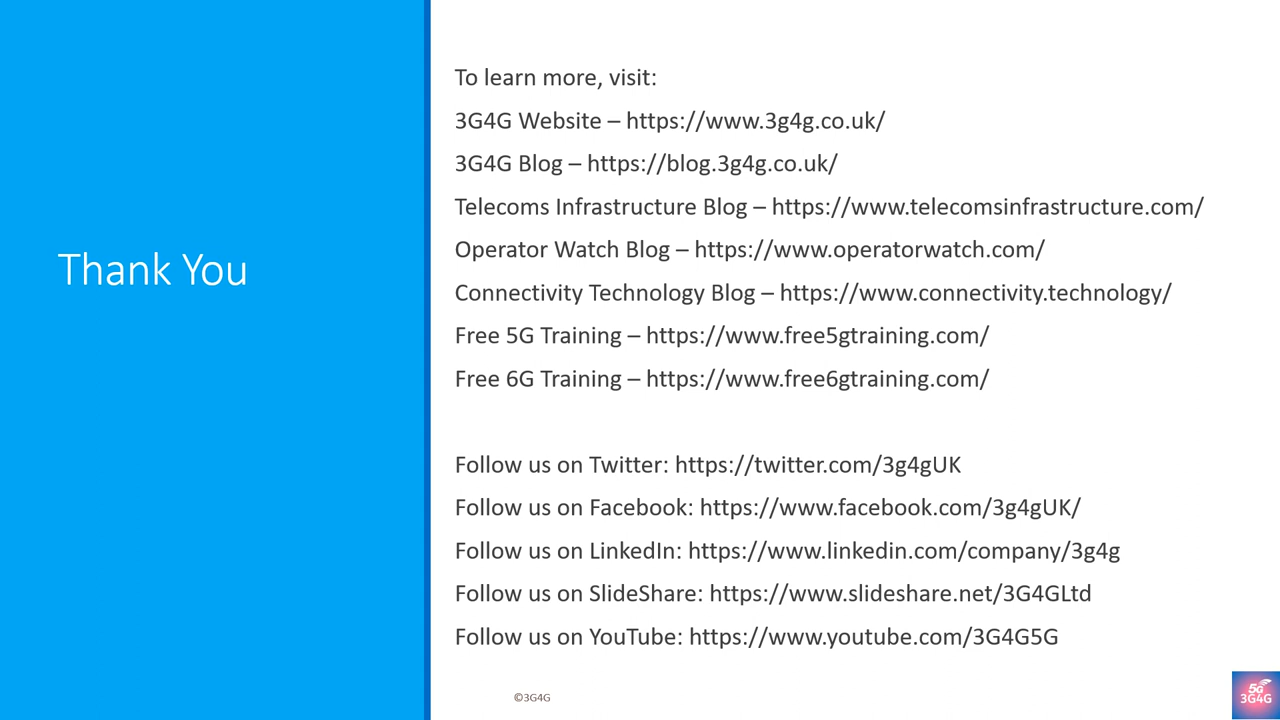 Thank You
To learn more, visit:
3G4G Website – https://www.3g4g.co.uk/
3G4G Blog – https://blog.3g4g.co.uk/
Telecoms Infrastructure Blog – https://www.telecomsinfrastructure.com/
Operator Watch Blog – https://www.operatorwatch.com/
Connectivity Technology Blog – https://www.connectivity.technology/
Free 5G Training – https://www.free5gtraining.com/
Free 6G Training – https://www.free6gtraining.com/
Follow us on Twitter: https://twitter.com/3g4gUK
Follow us on Facebook: https://www.facebook.com/3g4gUK/
Follow us on LinkedIn: https://www.linkedin.com/company/3g4g
Follow us on SlideShare: https://www.slideshare.net/3G4GLtd
Follow us on YouTube: https://www.youtube.com/3G4G5G
©3G4G
5G
3G4G